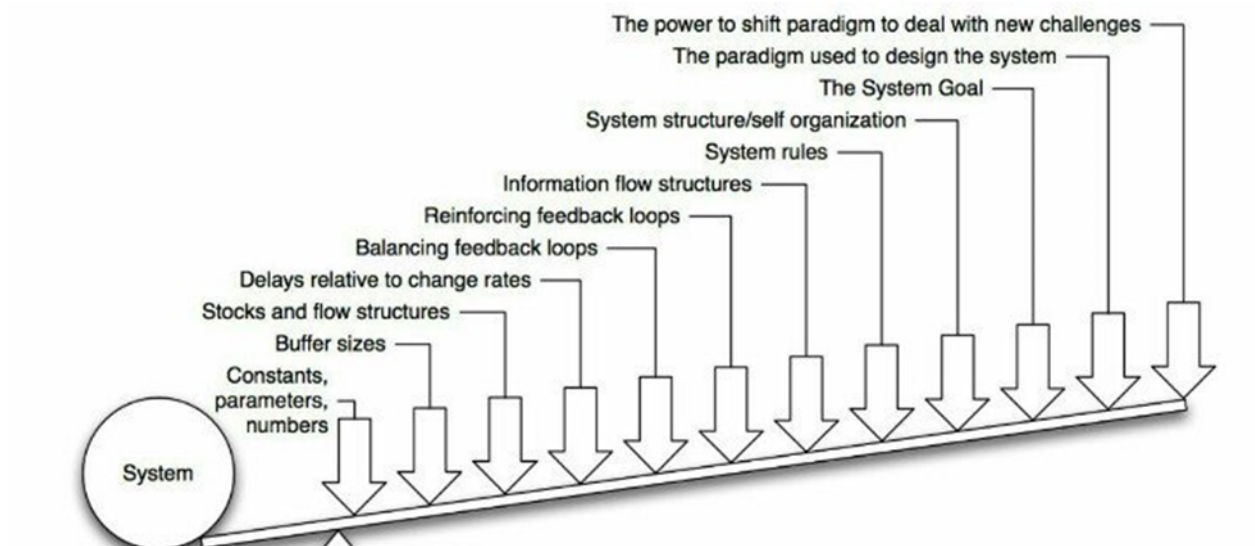 The power to shift paradigm to deal with new challenges
The paradigm used to design the system
The System Goal
System structure/self organization
System rules
Information flow structures
Reinforcing feedback loops
Balancing feedback loops
Delays relative to change rates
Stocks and flow structures
Buffer sizes
Constants,
parameters,
numbers
System